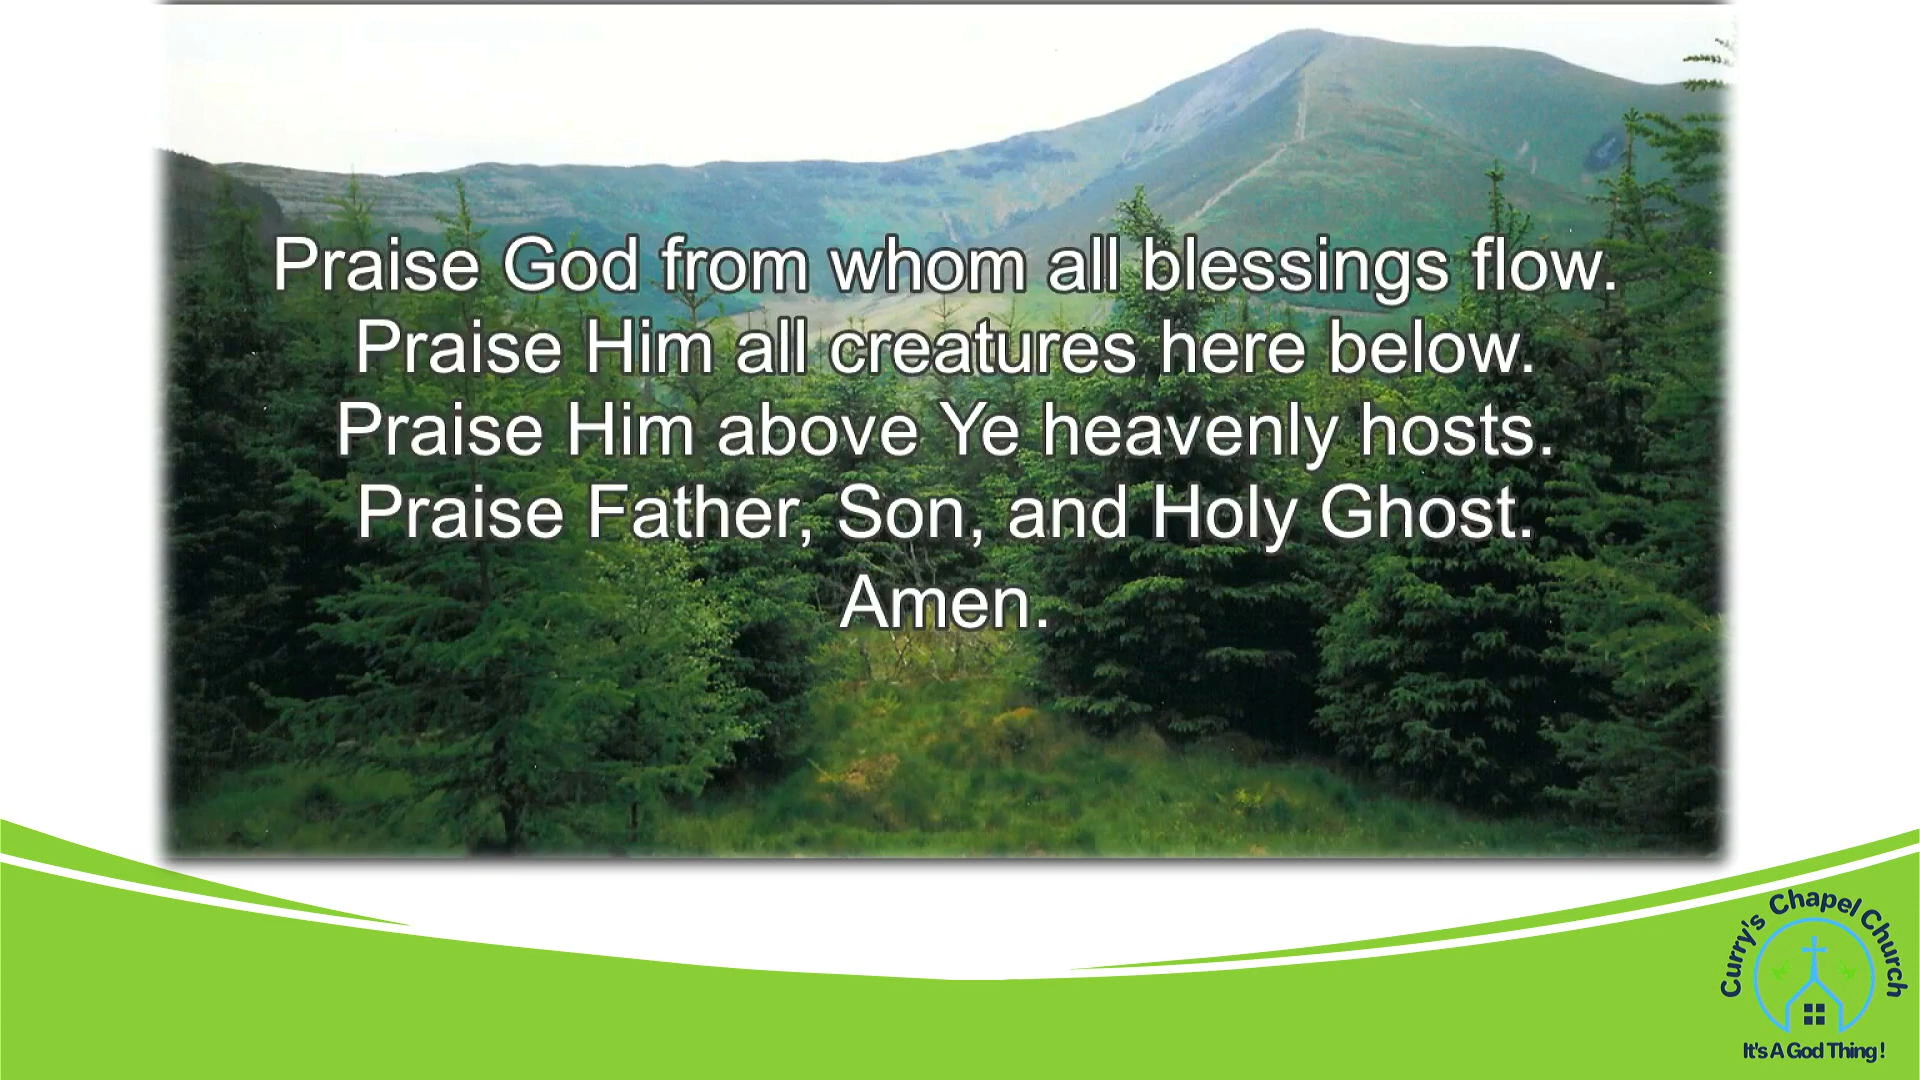 Praise God from whom all blessings flow.
Praise Him all creatures here below.
Praise Him above Ye heavenly hosts.
Praise Father, Son, and Holy Ghost.
Amen.
Curry's Chapel Church
It's A God Thing!